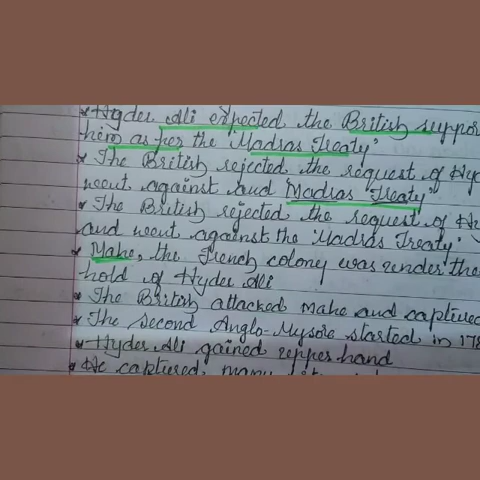 * Hyder Ali expected the British suppor
him as per the "Madras Treaty"
* The British rejected the request of Hy
went against and "Madras Treaty"
* The British rejected the request of
and went against the "Madras Treaty".
* Mahe, the French colony was under the
hold of Hyder Ali
* The British attacked Mahe and captured
* The second Anglo-Mysore started in 178
* Hyder Ali gained upper hand
* He captured, many